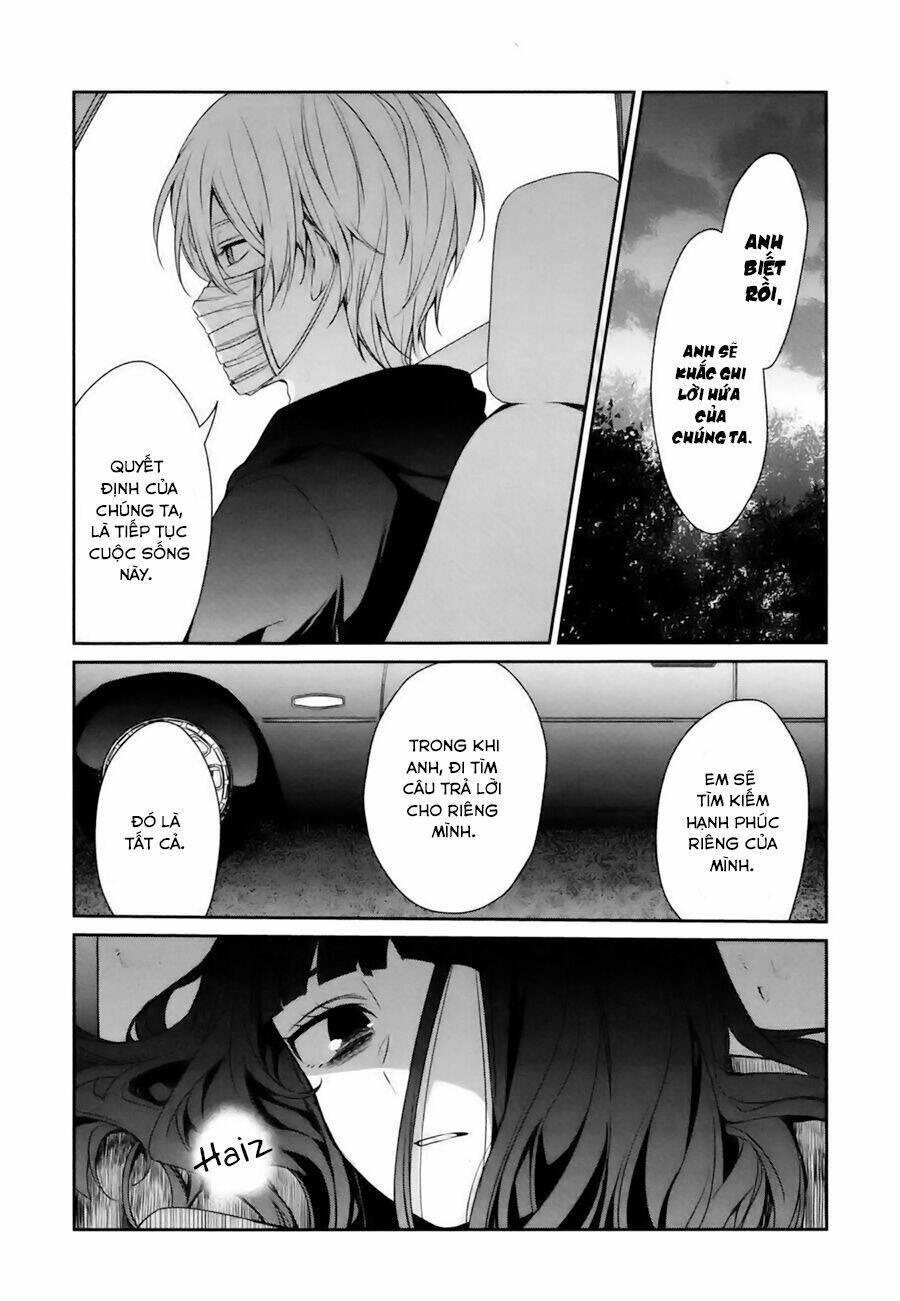 ANH
BIẾT
RỒI,
ANH SẼ
KHẮC GHI
LỜI HỨA
CỦA
CHÚNG TA.
QUYẾT
ĐỊNH CỦA
CHÚNG TA,
LÀ TIẾP TỤC
CUỘC SỐNG
NÀY.
EM SẼ
TÌM KIẾM
HẠNH PHÚC
RIÊNG CỦA
MÌNH.
TRONG KHI
ANH, ĐI TÌM
CÂU TRẢ LỜI
CHO RIÊNG
MÌNH.
ĐÓ LÀ
TẤT CẢ.
Haiz